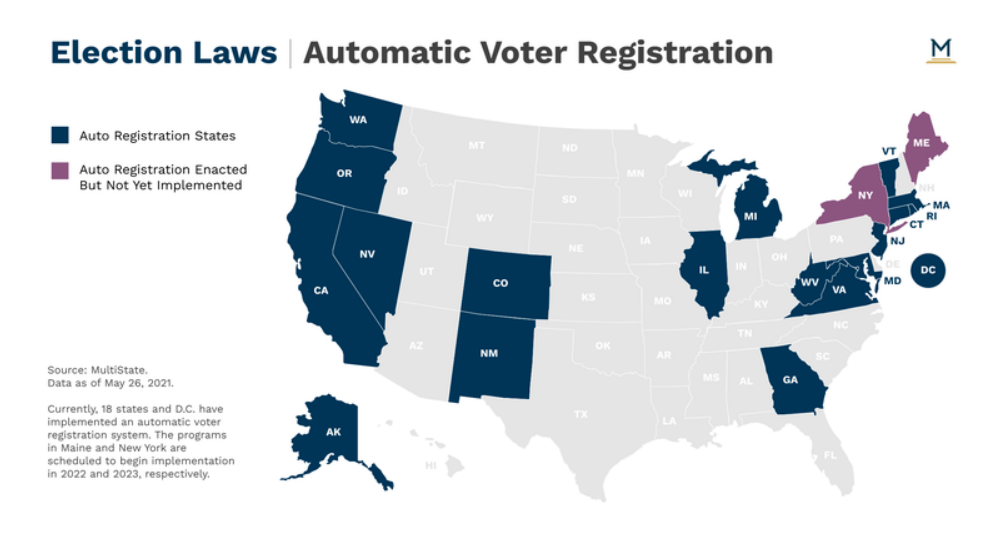 Election Laws | Automatic Voter Registration
M
Auto Registration States
Auto Registration Enacted
But Not Yet Implemented
WA
OR
CA
NV
ID
MT
WY
UT
CO
AZ
NM
ND
SD
NE
KS
OK
TX
MN
IA
MO
AR
LA
WI
IL
MI
IN
OH
KY
TN
MS
AL
GA
FL
SC
NC
VA
WV
PA
NY
VT
ME
NH
MA
RI
CT
NJ
DE
MD
DC
AK
HI
Source: MultiState.
Data as of May 26, 2021.
Currently, 18 states and D.C. have
implemented an automatic voter
registration system. The programs
in Maine and New York are
scheduled to begin implementation
in 2022 and 2023, respectively.